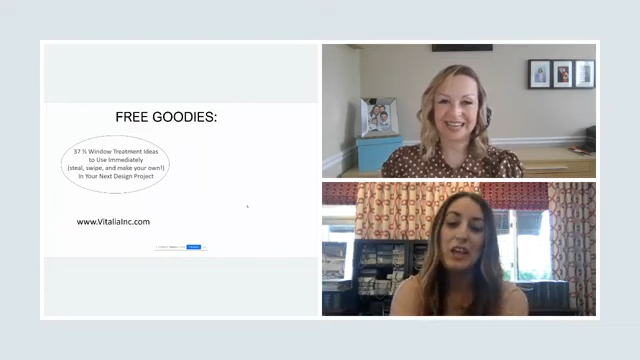 FREE GOODIES:
37 ½ Window Treatment Ideas
to Use Immediately
(steal, swipe, and make your own!)
In Your Next Design Project
www.VitaliaInc.com